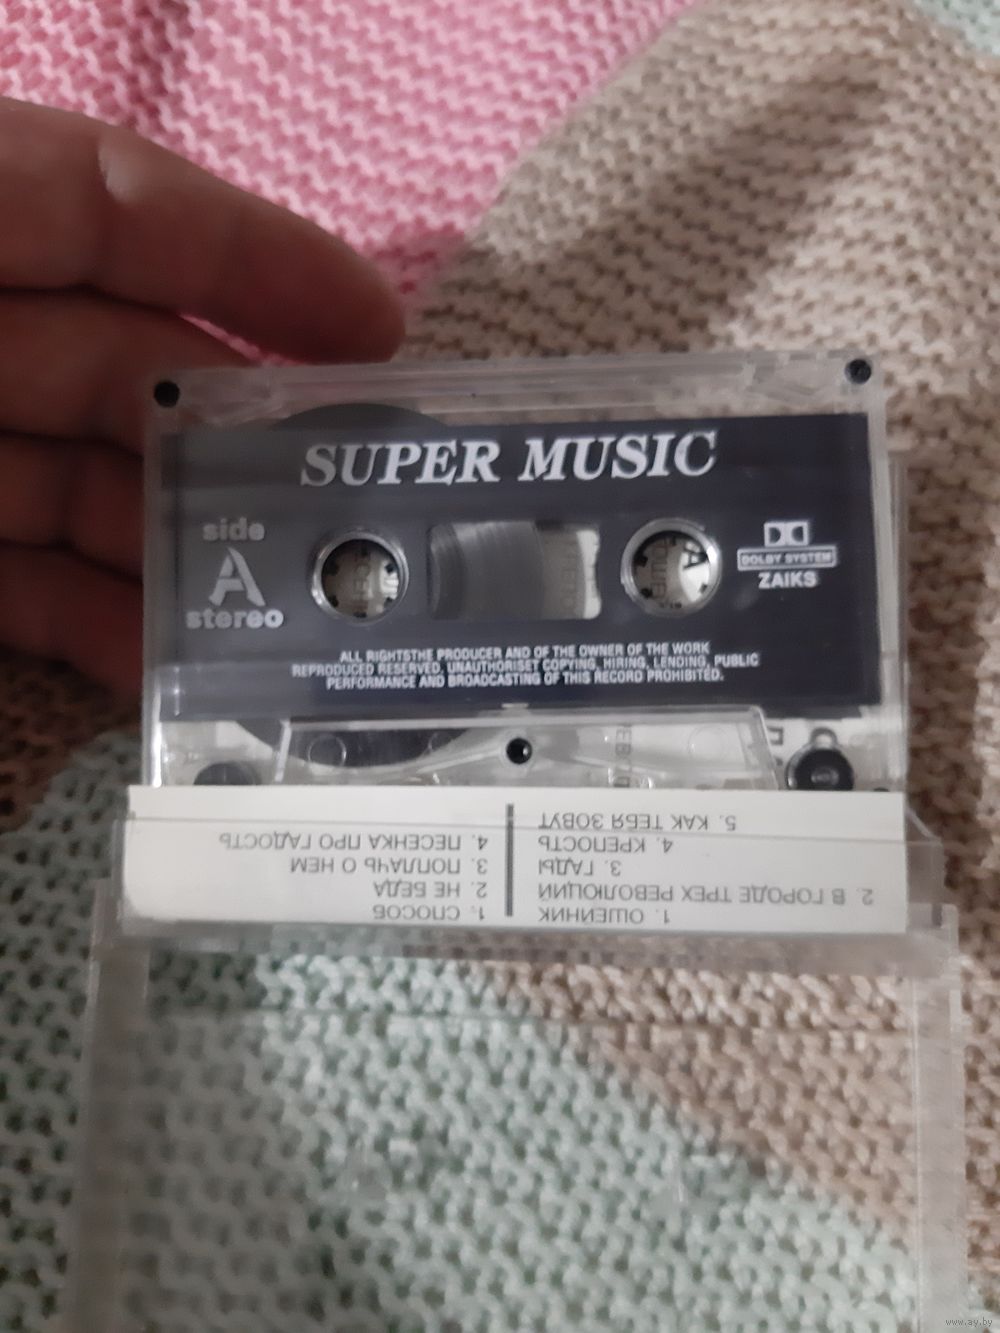 SUPER MUSIC
side
A
stereo
DOLBY SYSTEM
ZAIKS
ALL RIGHTSTHE PRODUCER AND OF THE OWNER OF THE WORK
REPRODUCED RESERVED, UNAUTHORISET COPYING, HIRING, LENDING, PUBLIC
PERFORMANCE AND BROADCASTING OF THIS RECORD PROHIBITED.
1. ОШЕЙНИК
2. В ГОРОДЕ ТРЕХ РЕВОЛЮЦИЙ
3. ГАДЫ
4. КРЕПОСТЬ
5. КАК ТЕБЯ ЗОВУТ
1. СПОСОБ
2. НЕ БЕДА
3. ПОПЛАЧЬ О НЕМ
4. ПЕСЕНКА ПРО ГАДОСТЬ
www.ay.by